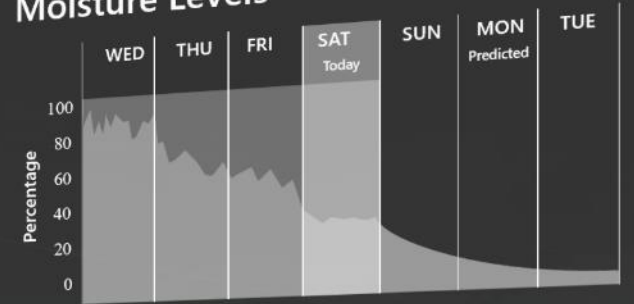 Moisture Levels
WED THU FRI SAT SUN MON TUE
Today Predicted
100
80
60
40
20
0
Percentage